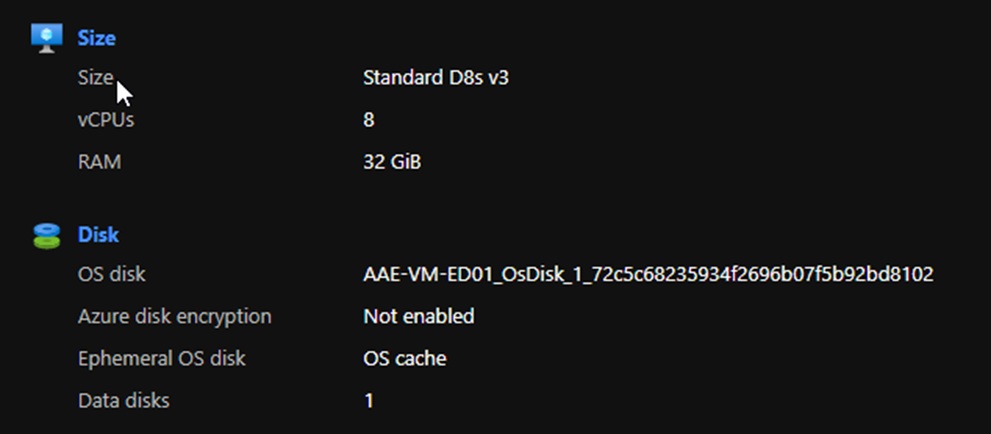 Size
Size Standard D8s v3
vCPUs 8
RAM 32 GiB
Disk
OS disk AAE-VM-ED01_OsDisk_1_72c5c68235934f2696b07f5b92bd8102
Azure disk encryption Not enabled
Ephemeral OS disk OS cache
Data disks 1